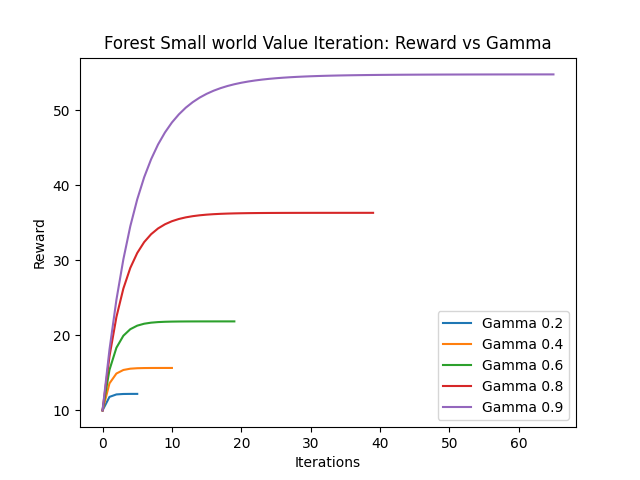 Forest Small world Value Iteration: Reward vs Gamma
50
40
30
20
10
Reward
0
10
20
30
40
50
60
Iterations
Gamma 0.2
Gamma 0.4
Gamma 0.6
Gamma 0.8
Gamma 0.9